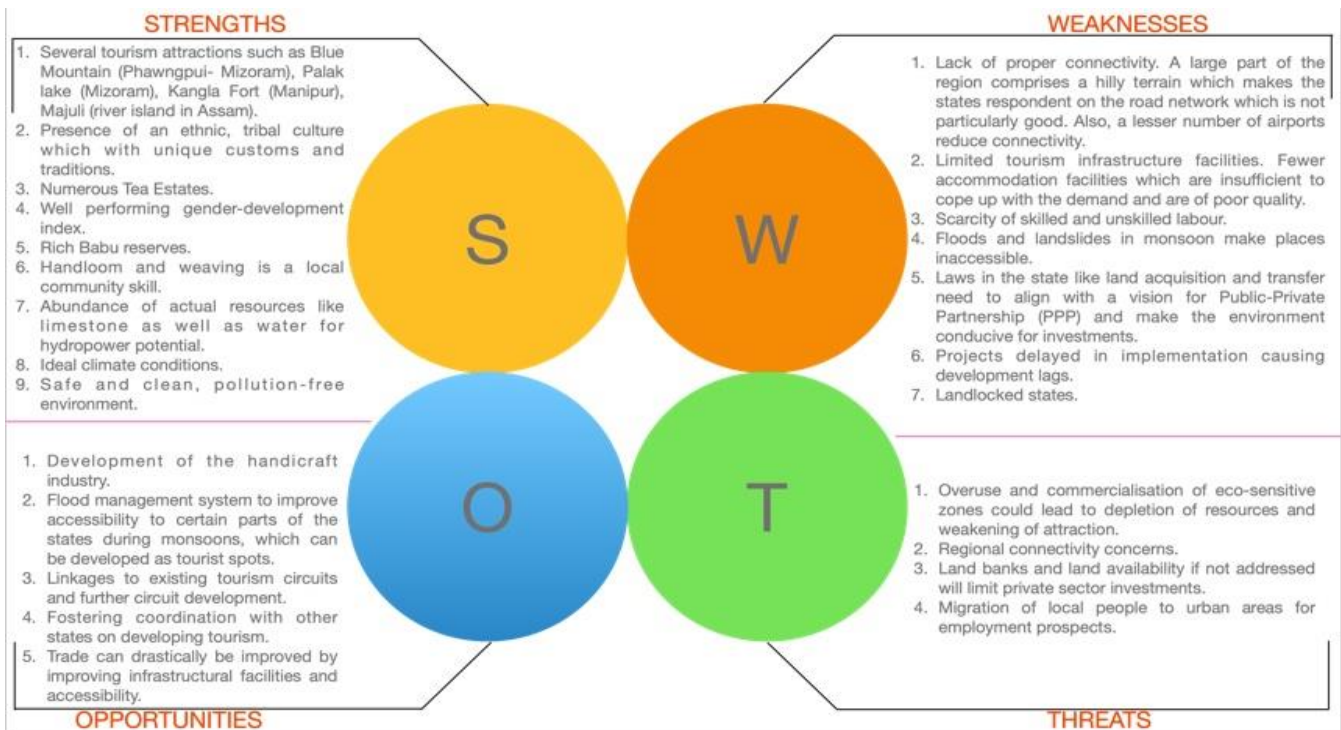 STRENGTHS
1. Several tourism attractions such as Blue
Mountain (Phawngpui- Mizoram), Palak
lake (Mizoram), Kangla Fort (Manipur),
Majuli (river island in Assam).
2. Presence of an ethnic, tribal culture
which with unique customs and
traditions.
3. Numerous Tea Estates.
4. Well performing gender-development
index.
5. Rich Babu reserves.
6. Handloom and weaving is a local
community skill.
7. Abundance of actual resources like
limestone as well as water for
hydropower potential.
8. Ideal climate conditions.
9. Safe and clean, pollution-free
environment.
WEAKNESSES
1. Lack of proper connectivity. A large part of the
region comprises a hilly terrain which makes the
states respondent on the road network which is not
particularly good. Also, a lesser number of airports
reduce connectivity.
2. Limited tourism infrastructure facilities. Fewer
accommodation facilities which are insufficient to
cope up with the demand and are of poor quality.
3. Scarcity of skilled and unskilled labour.
4. Floods and landslides in monsoon make places
inaccessible.
5. Laws in the state like land acquisition and transfer
need to align with a vision for Public-Private
Partnership (PPP) and make the environment
conducive for investments.
6. Projects delayed in implementation causing
development lags.
7. Landlocked states.
S
W
O
T
1. Development of the handicraft
industry.
2. Flood management system to improve
accessibility to certain parts of the
states during monsoons, which can
be developed as tourist spots.
3. Linkages to existing tourism circuits
and further circuit development.
4. Fostering coordination with other
states on developing tourism.
5. Trade can drastically be improved by
improving infrastructural facilities and
accessibility.
OPPORTUNITIES
1. Overuse and commercialisation of eco-sensitive
zones could lead to depletion of resources and
weakening of attraction.
2. Regional connectivity concerns.
3. Land banks and land availability if not addressed
will limit private sector investments.
4. Migration of local people to urban areas for
employment prospects.
THREATS